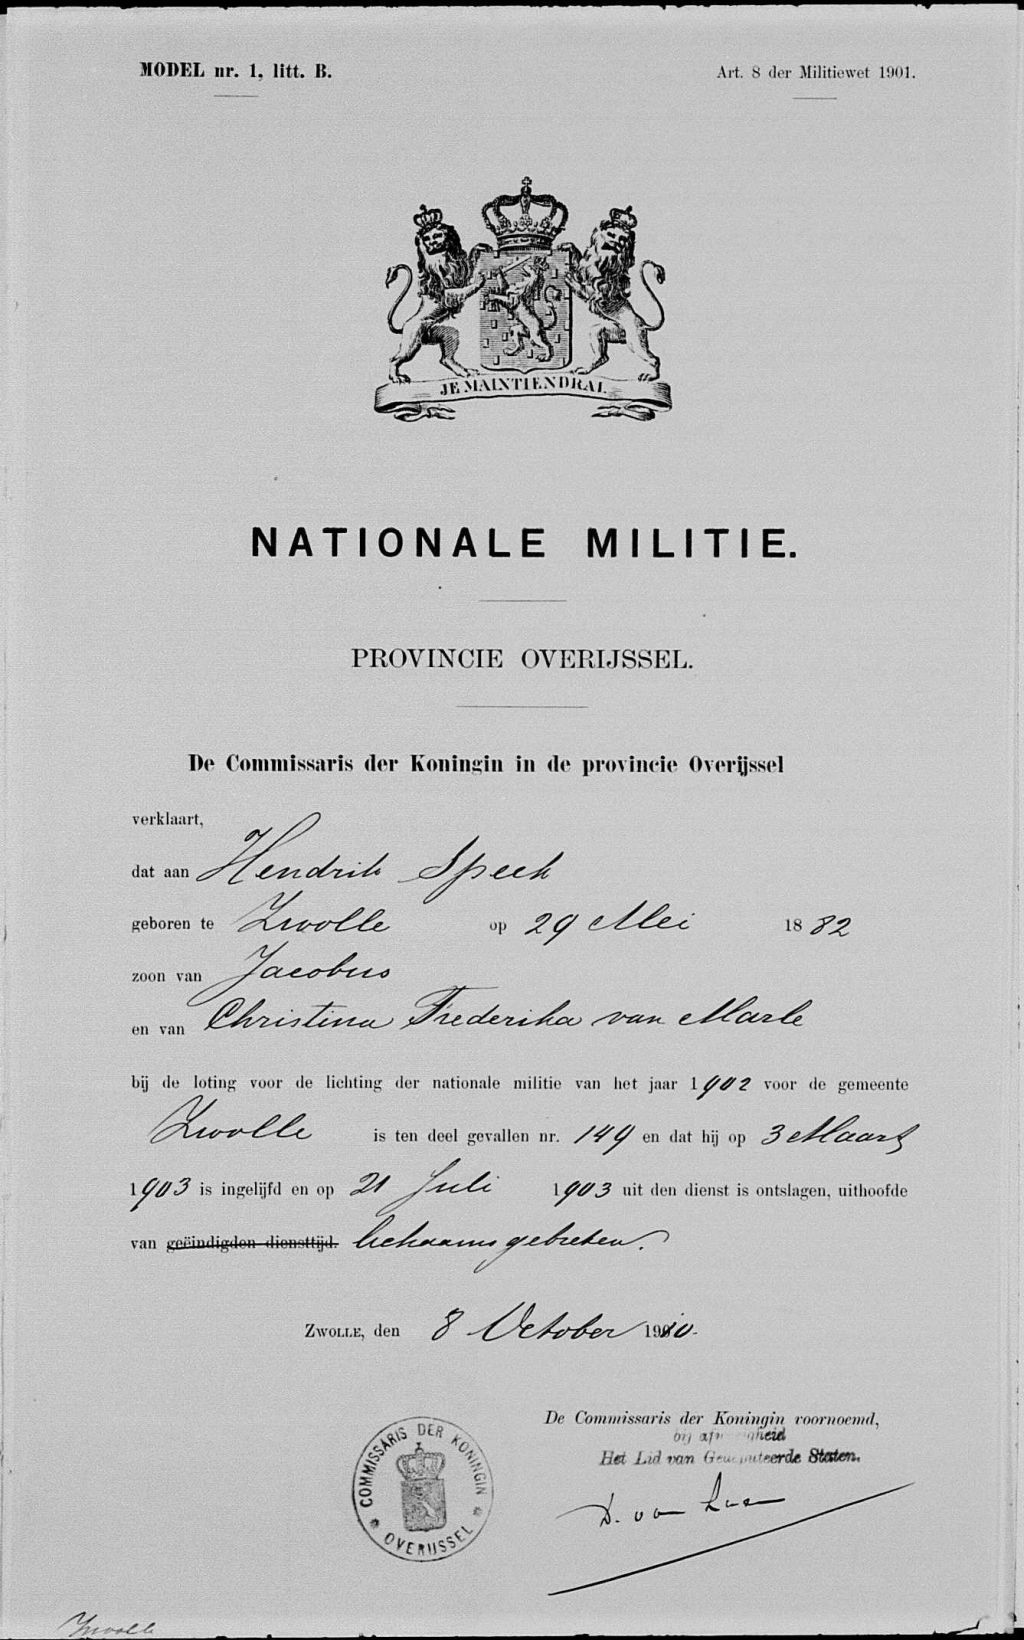 MODEL nr. 1, litt. B.
Art. 8 der Militiewet 1901.
JE MAINTIENDRAI.
NATIONALE MILITIE.
PROVINCIE OVERIJSSEL.
De Commissaris der Koningin in de provincie Overijssel
verklaart,
dat aan Hendrik Speek
geboren te Zwolle op 29 Mei 1882
zoon van Jacobus
en van Christina Frederika van Marle
bij de loting voor de lichting der nationale militie van het jaar 1902 voor de gemeente
Zwolle is ten deel gevallen nr. 149 en dat hij op 3 Maart
1903 is ingelijfd en op 21 Juli 1903 uit den dienst is ontslagen, uithoofde
van geëindigden diensttijd. lichaamsgebreken.
ZWOLLE, den 8 October 1910.
De Commissaris der Koningin voornoemd,
bij afwezigheid
Het Lid van Gedeputeerde Staten.
COMMISSARIS DER KONINGIN
OVERIJSSEL
D. van
Zwolle